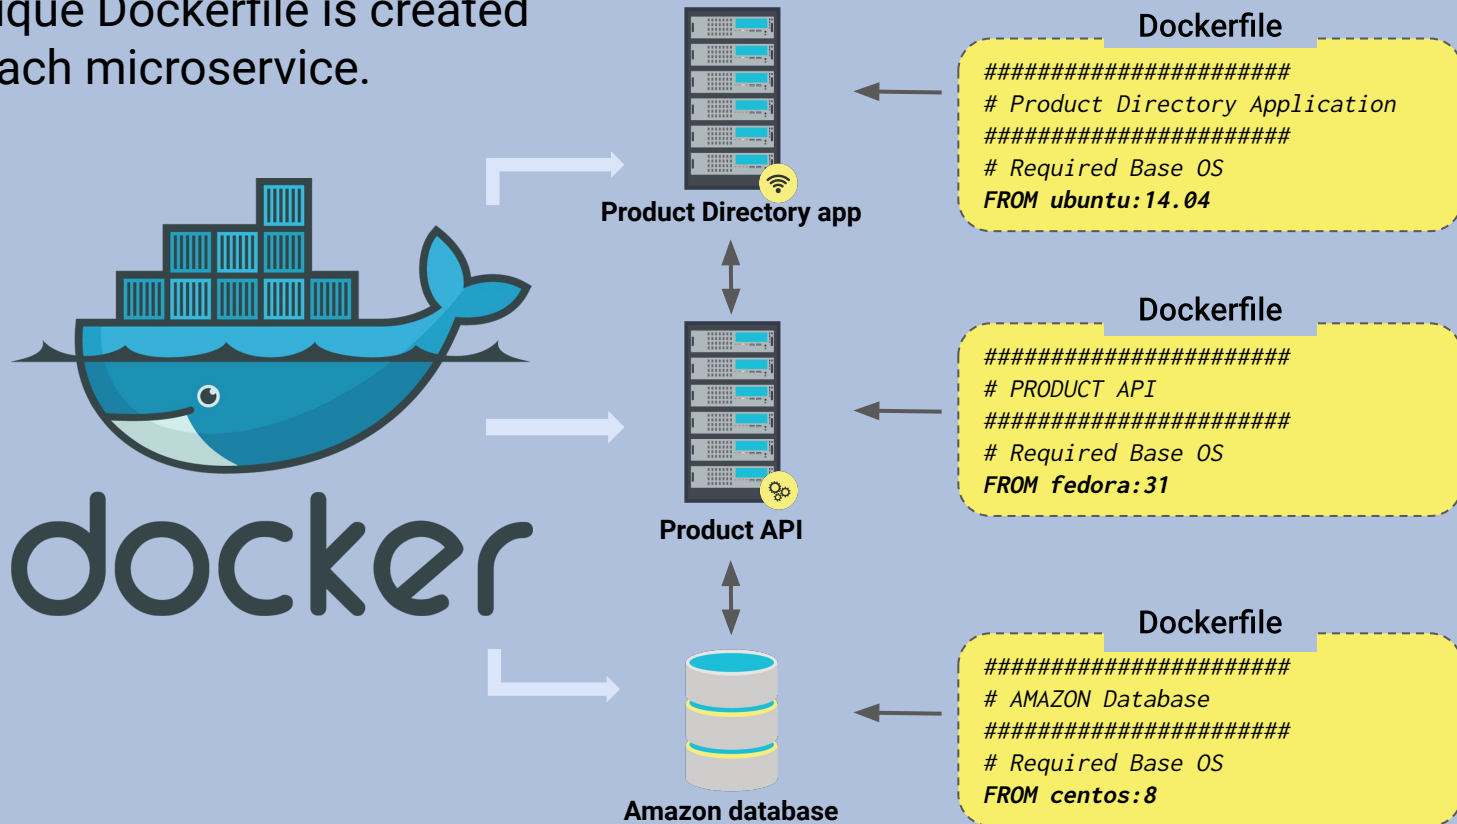 ique Dockerfile is created
ach microservice.
docker
Product Directory app
Product API
Amazon database
Dockerfile
#######################
# Product Directory Application
#######################
# Required Base OS
FROM ubuntu:14.04
Dockerfile
#######################
# PRODUCT API
#######################
# Required Base OS
FROM fedora:31
Dockerfile
#######################
# AMAZON Database
#######################
# Required Base OS
FROM centos:8